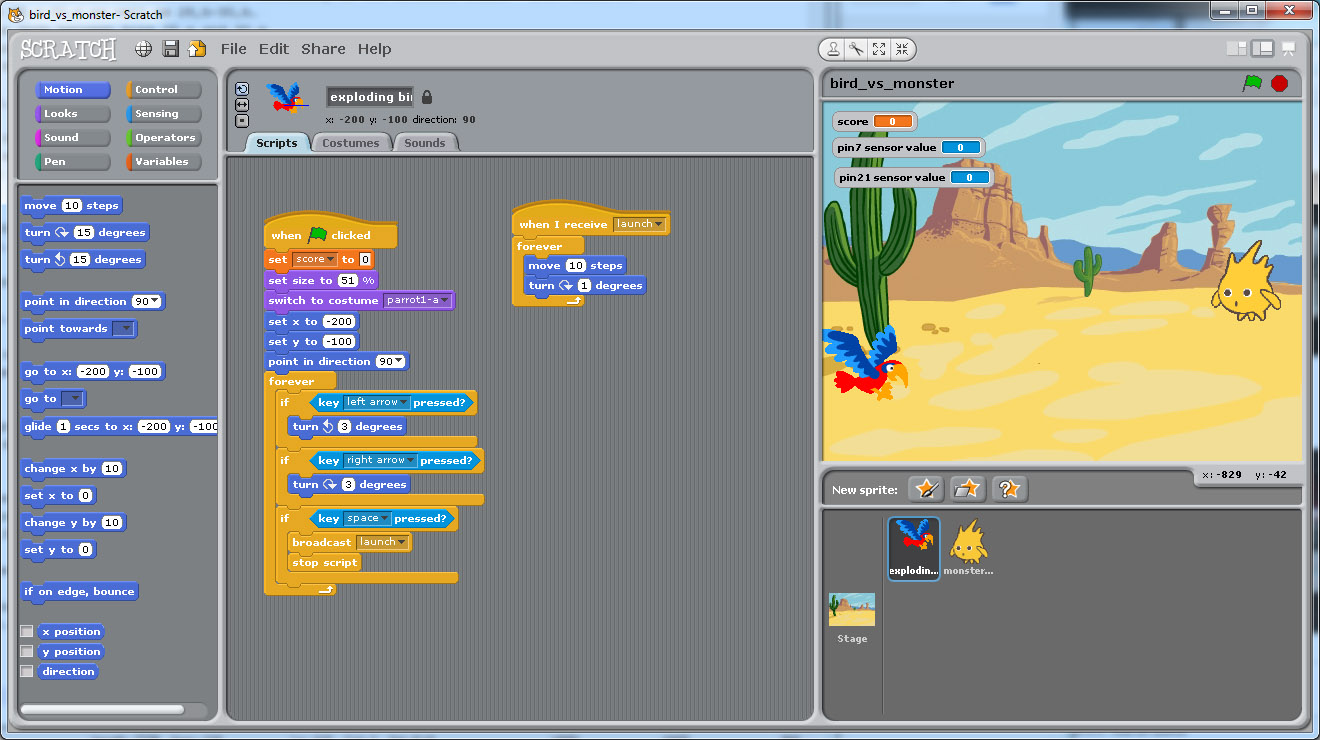 bird_vs_monster- Scratch
SCRATCH File Edit Share Help
Motion Control
Looks Sensing
Sound Operators
Pen Variables
move 10 steps
turn 15 degrees
turn 15 degrees
point in direction 90
point towards
go to x: -200 y: -100
go to
glide 1 secs to x: -200 y: -100
change x by 10
set x to 0
change y by 10
set y to 0
if on edge, bounce
x position
y position
direction
exploding bi
x: -200 y: -100 direction: 90
Scripts Costumes Sounds
when clicked
set score to 0
set size to 51 %
switch to costume parrot1-a
set x to -200
set y to -100
point in direction 90
forever
if key left arrow pressed?
turn 3 degrees
if key right arrow pressed?
turn 3 degrees
if key space pressed?
broadcast launch
stop script
when I receive launch
forever
move 10 steps
turn 1 degrees
bird_vs_monster
score 0
pin7 sensor value 0
pin21 sensor value 0
x: -829 y: -42
New sprite:
explodin...
monster...
Stage